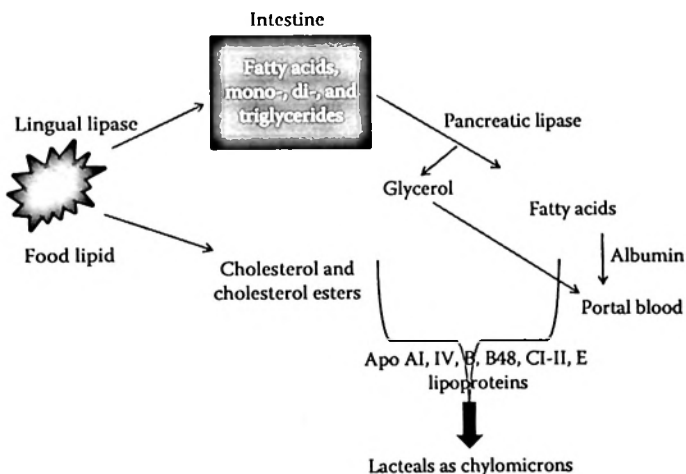 Intestine
Fatty acids,
mono-, di-, and
triglycerides
Lingual lipase
Pancreatic lipase
Glycerol
Fatty acids
Food lipid
Albumin
Cholesterol and
cholesterol esters
Portal blood
Apo AI, IV, B, B48, CI-II, E
lipoproteins
Lacteals as chylomicrons